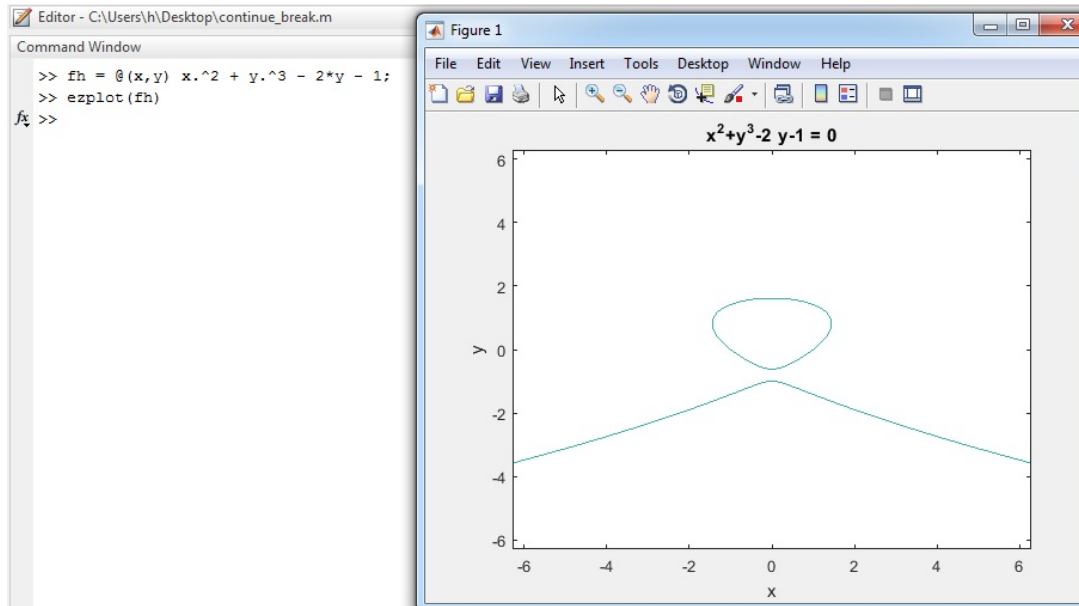 Editor - C:\Users\h\Desktop\continue_break.m
Command Window
>> fh = @(x,y) x.^2 + y.^3 - 2*y - 1;
>> ezplot(fh)
fx >>
Figure 1
File Edit View Insert Tools Desktop Window Help
x²+y³-2 y-1 = 0
6
4
2
0
-2
-4
-6
y
-6 -4 -2 0 2 4 6
x